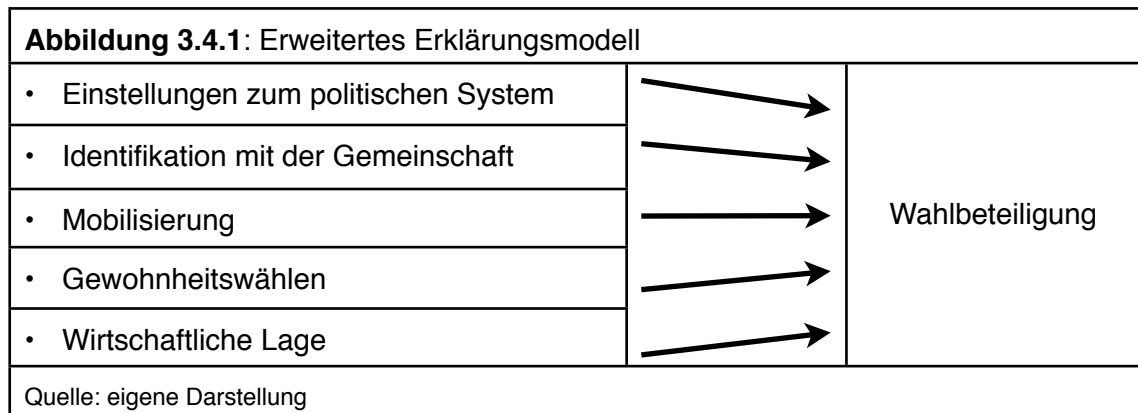 Abbildung 3.4.1: Erweitertes Erklärungsmodell
• Einstellungen zum politischen System
• Identifikation mit der Gemeinschaft
• Mobilisierung
• Gewohnheitswählen
• Wirtschaftliche Lage
Wahlbeteiligung
Quelle: eigene Darstellung